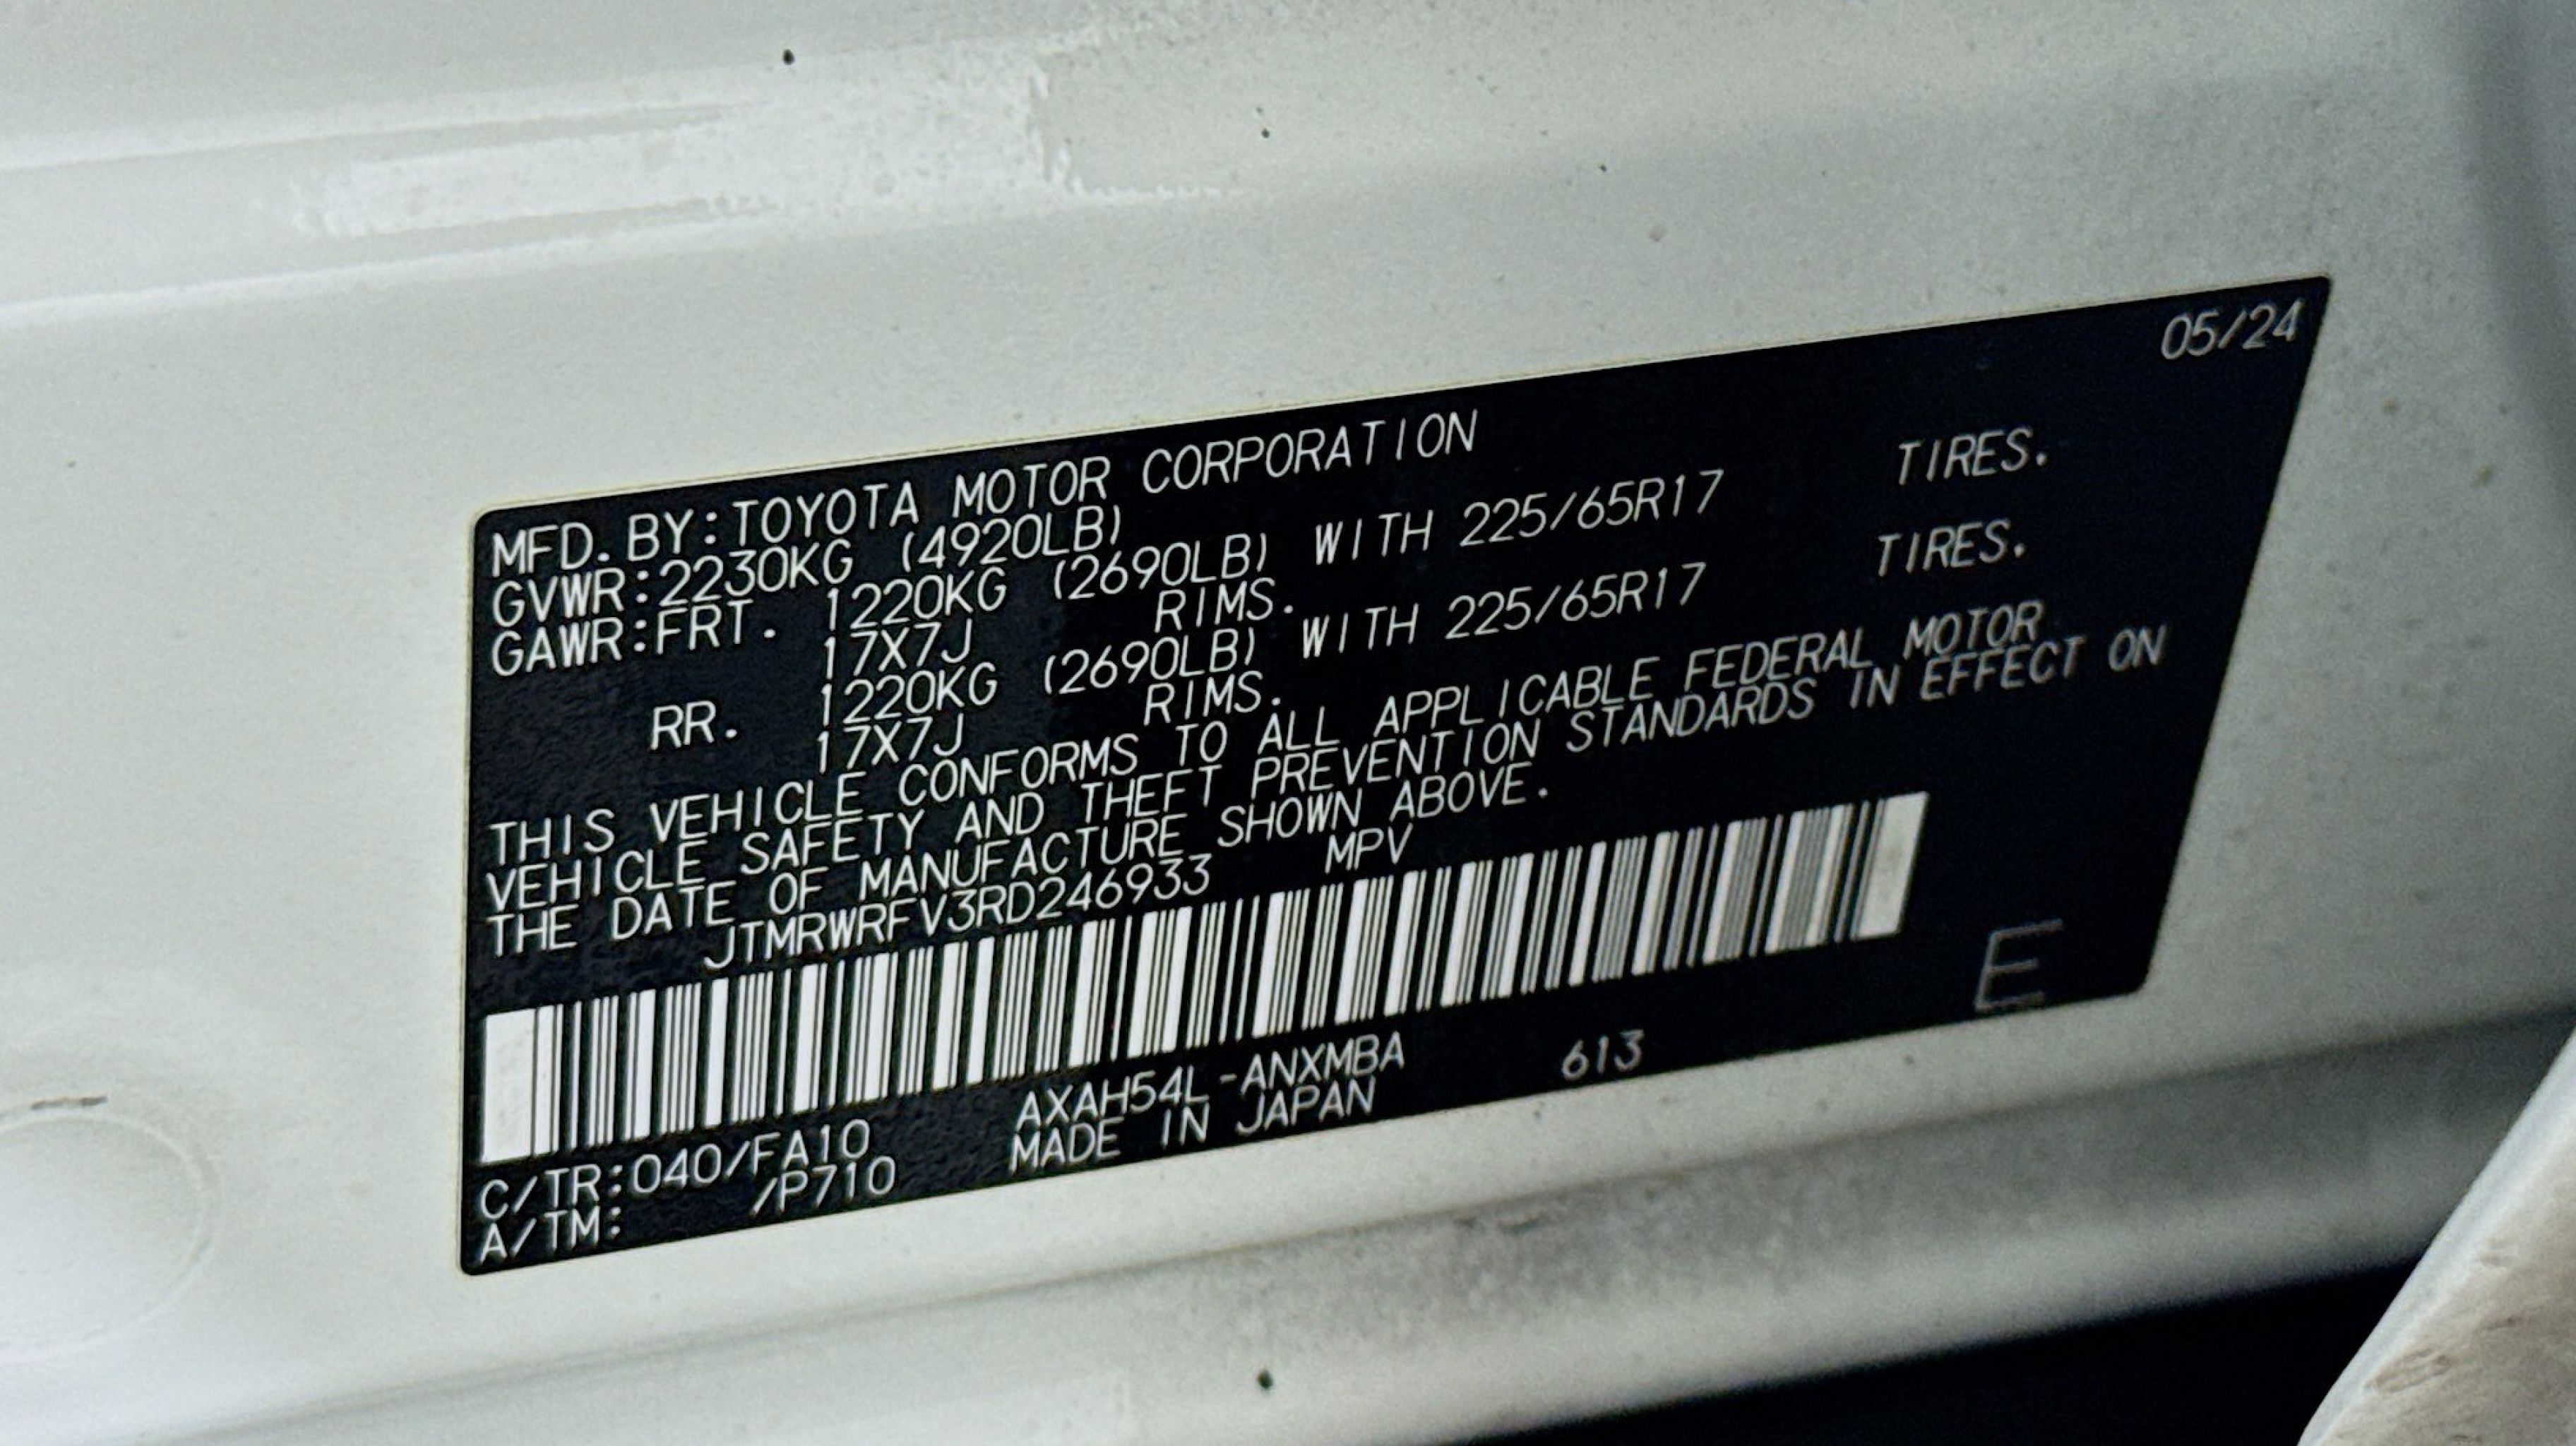 05/24
MFD.BY:TOYOTA MOTOR CORPORATION
GVWR:2230KG (4920LB)
GAWR:FRT. 1220KG (2690LB) WITH 225/65R17 TIRES.
17X7J RIMS.
RR. 1220KG (2690LB) WITH 225/65R17 TIRES.
17X7J RIMS.
THIS VEHICLE CONFORMS TO ALL APPLICABLE FEDERAL MOTOR
VEHICLE SAFETY AND THEFT PREVENTION STANDARDS IN EFFECT ON
THE DATE OF MANUFACTURE SHOWN ABOVE.
JTMRWRFV3RD246933 MPV
E
C/TR:040/FA10 AXAH54L-ANXMBA 613
A/TM: /P710 MADE IN JAPAN